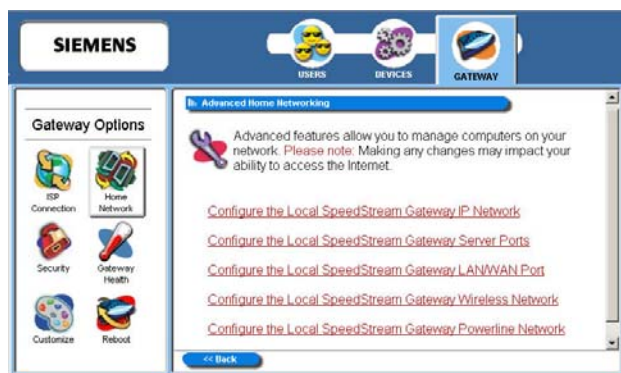 SIEMENS
USERS
DEVICES
GATEWAY
Gateway Options
ISP
Connection
Home
Network
Security
Gateway
Health
Customize
Reboot
Advanced Home Networking
Advanced features allow you to manage computers on your
network. Please note: Making any changes may impact your
ability to access the Internet.
Configure the Local SpeedStream Gateway IP Network
Configure the Local SpeedStream Gateway Server Ports
Configure the Local SpeedStream Gateway LAN/WAN Port
Configure the Local SpeedStream Gateway Wireless Network
Configure the Local SpeedStream Gateway Powerline Network
<< Back